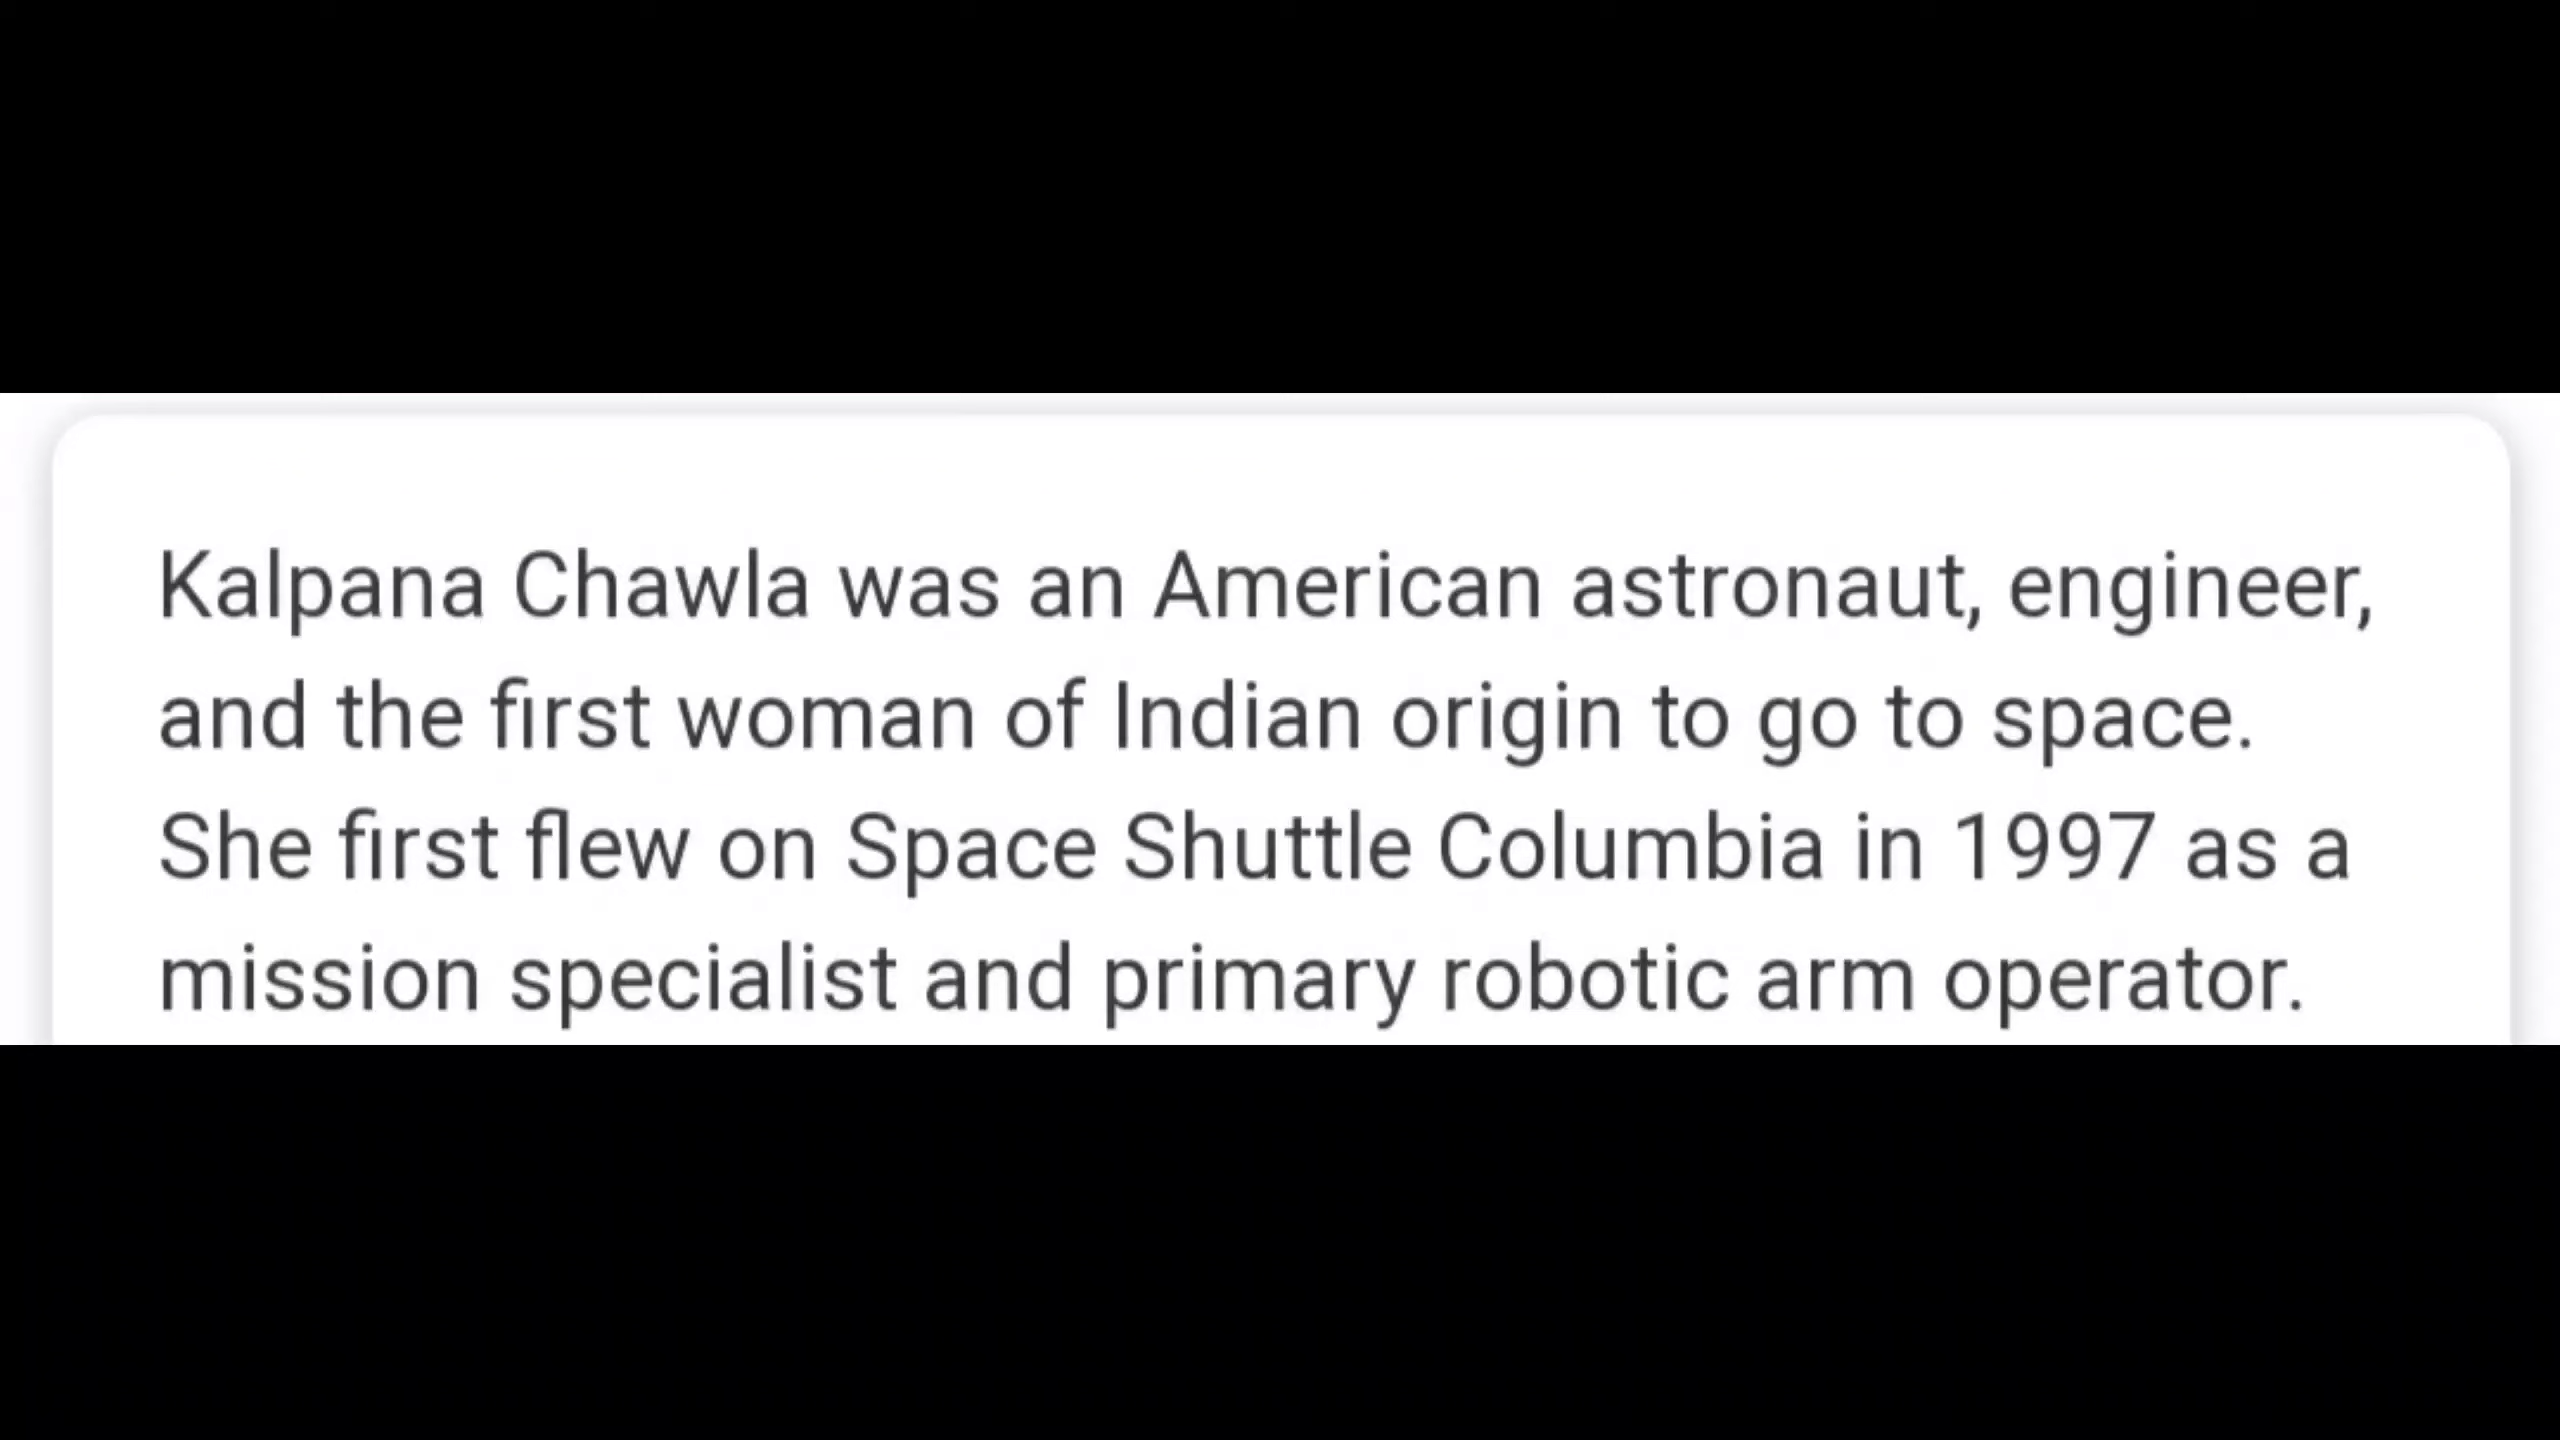 Kalpana Chawla was an American astronaut, engineer,
and the first woman of Indian origin to go to space.
She first flew on Space Shuttle Columbia in 1997 as a
mission specialist and primary robotic arm operator.